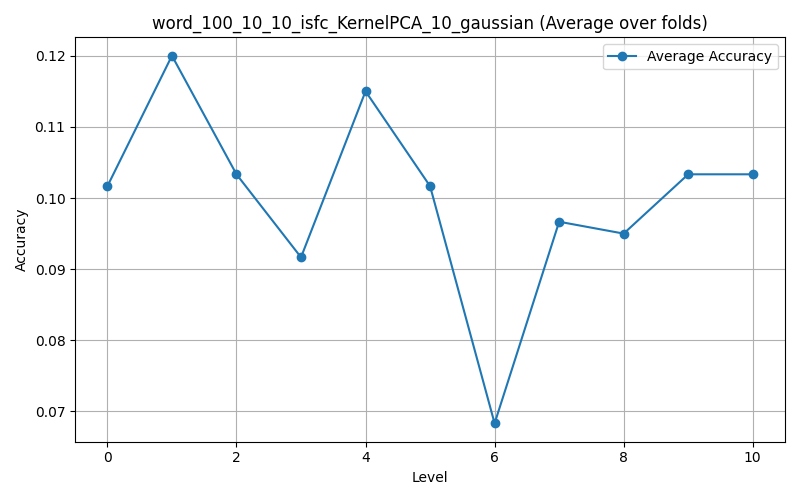 word_100_10_10_isfc_KernelPCA_10_gaussian (Average over folds)
Average Accuracy
0.12
0.11
0.10
0.09
0.08
0.07
Accuracy
0 2 4 6 8 10
Level